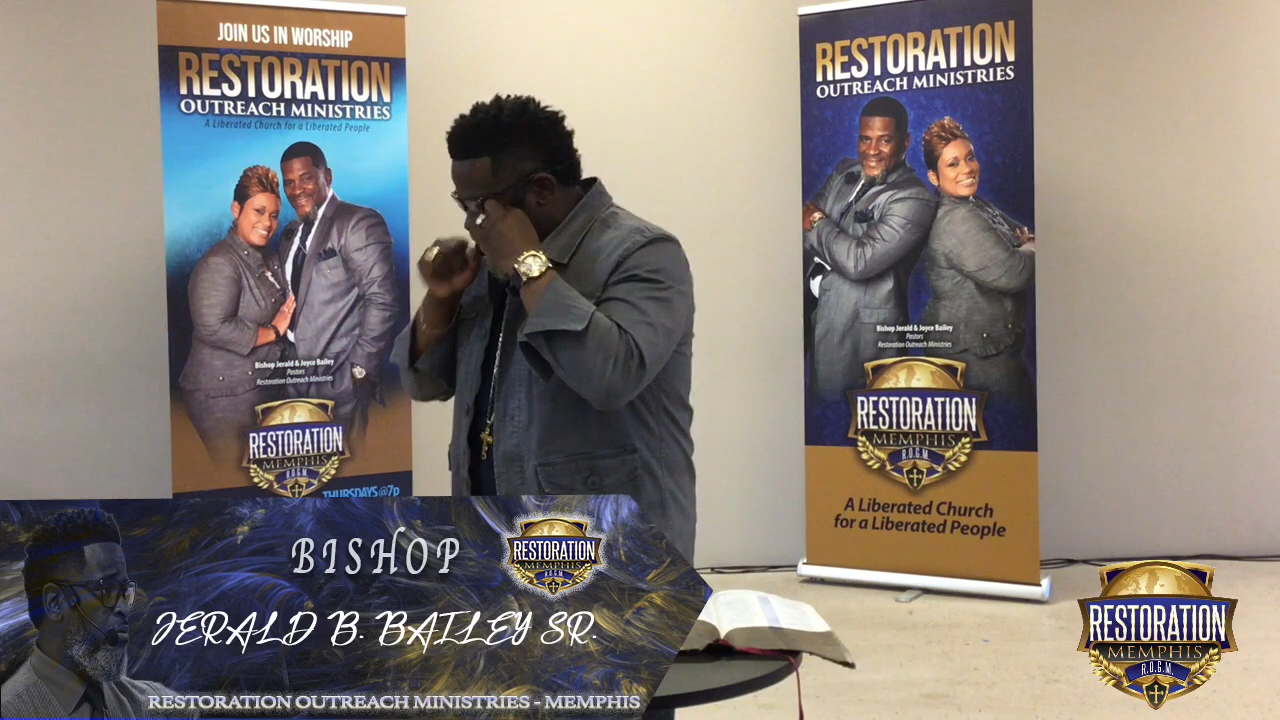 JOIN US IN WORSHIP
RESTORATION
OUTREACH MINISTRIES
A Liberated Church for a Liberated People
Bishop Jerald & Joyce Bailey
Pastors
Restoration Outreach Ministries
RESTORATION
MEMPHIS
R.O.G.M.
THURSDAYS@7p
RESTORATION
OUTREACH MINISTRIES
Bishop Jerald & Joyce Bailey
Pastors
Restoration Outreach Ministries
RESTORATION
MEMPHIS
R.O.G.M.
A Liberated Church
for a Liberated People
BISHOP
RESTORATION
MEMPHIS
R.O.G.M.
JERALD B. BAILEY SR.
RESTORATION OUTREACH MINISTRIES - MEMPHIS
RESTORATION
MEMPHIS
R.O.G.M